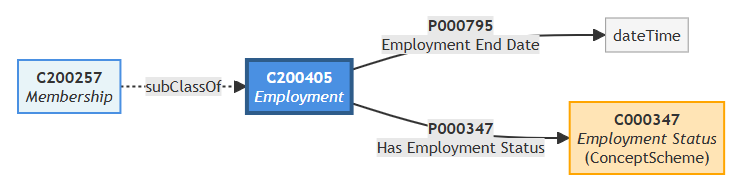 C200257
Membership
subClassOf
C200405
Employment
P000795
Employment End Date
dateTime
P000347
Has Employment Status
C000347
Employment Status
(ConceptScheme)